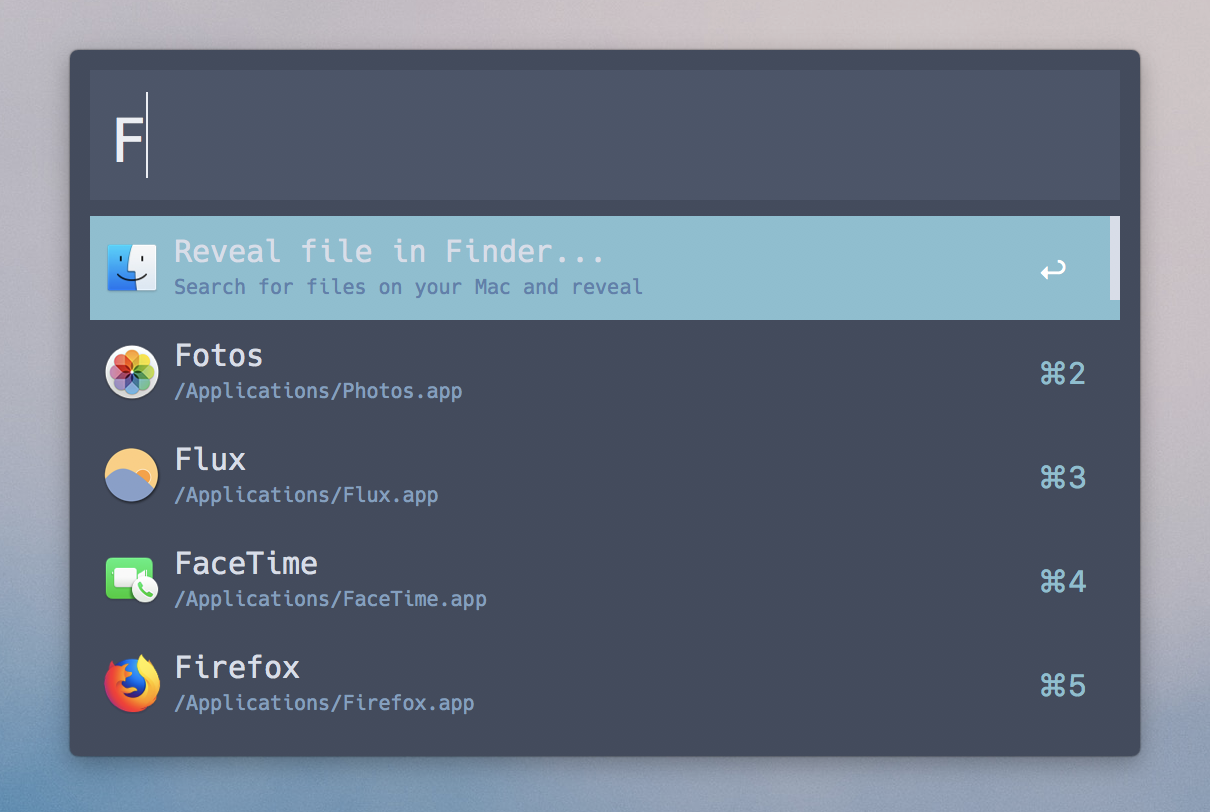 F
Reveal file in Finder...
Search for files on your Mac and reveal
Fotos
/Applications/Photos.app
⌘2
Flux
/Applications/Flux.app
⌘3
FaceTime
/Applications/FaceTime.app
⌘4
Firefox
/Applications/Firefox.app
⌘5